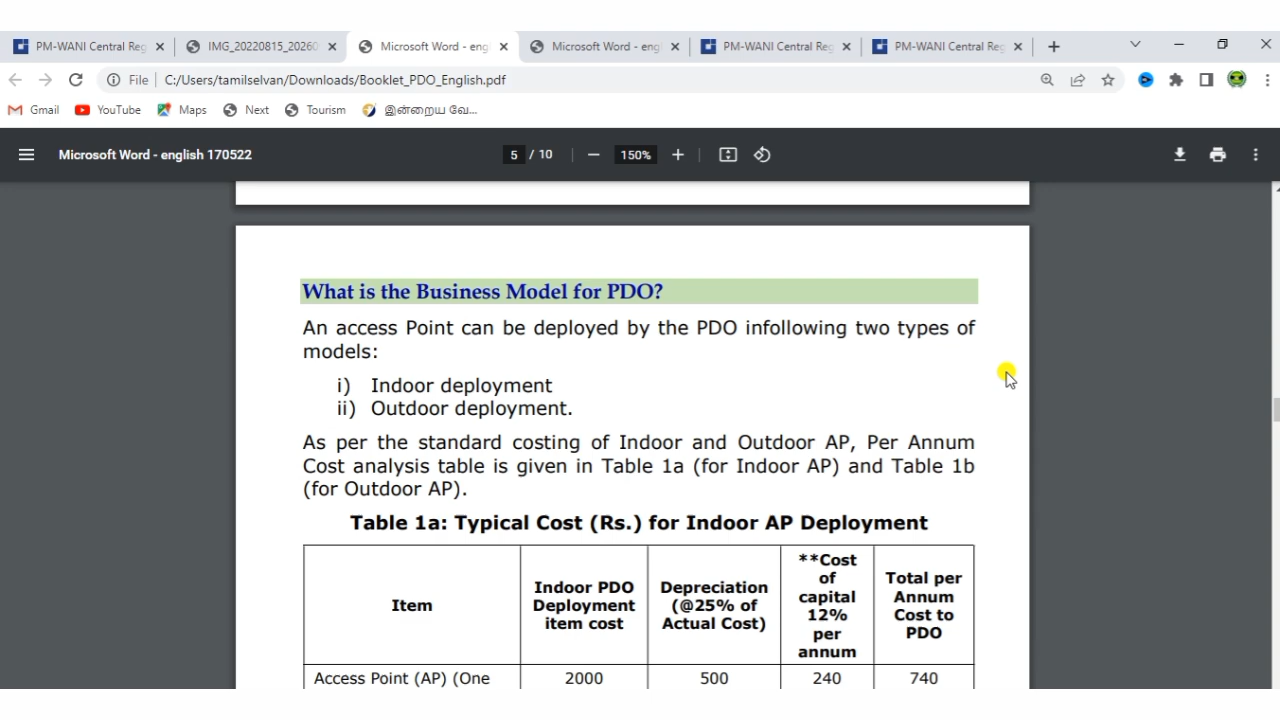 PM-WANI Central Reg
IMG_20220815_20260
Microsoft Word - eng
Microsoft Word - eng
PM-WANI Central Reg
PM-WANI Central Reg
File
C:/Users/tamilselvan/Downloads/Booklet_PDO_English.pdf
Gmail
YouTube
Maps
Next
Tourism
இன்றைய வே...
Microsoft Word - english 170522
5 / 10
150%
What is the Business Model for PDO?
An access Point can be deployed by the PDO infollowing two types of
models:
i) Indoor deployment
ii) Outdoor deployment.
As per the standard costing of Indoor and Outdoor AP, Per Annum
Cost analysis table is given in Table 1a (for Indoor AP) and Table 1b
(for Outdoor AP).
Table 1a: Typical Cost (Rs.) for Indoor AP Deployment
Item
Indoor PDO
Deployment
item cost
Depreciation
(@25% of
Actual Cost)
**Cost
of
capital
12%
per
annum
Total per
Annum
Cost to
PDO
Access Point (AP) (One 2000 500 240 740